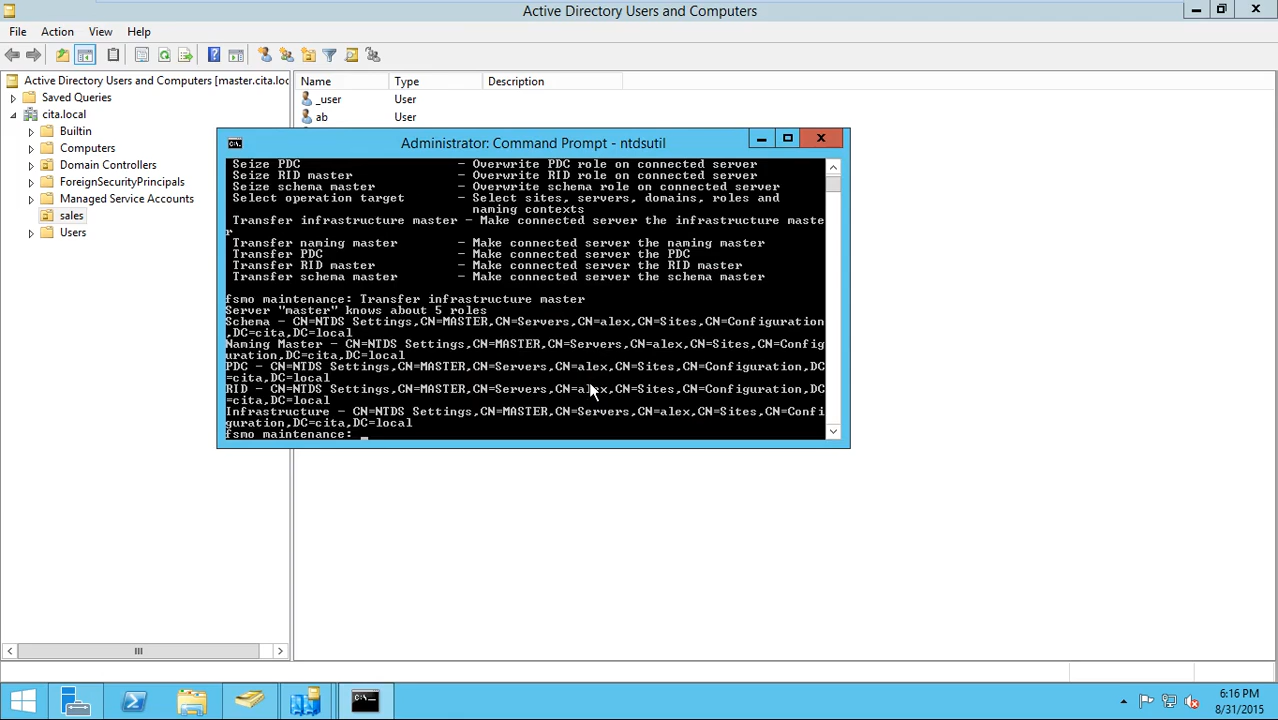 Active Directory Users and Computers
File Action View Help
Active Directory Users and Computers [master.cita.loc
Saved Queries
cita.local
Builtin
Computers
Domain Controllers
ForeignSecurityPrincipals
Managed Service Accounts
sales
Users
Name Type Description
_user User
ab User
Administrator: Command Prompt - ntdsutil
Seize PDC - Overwrite PDC role on connected server
Seize RID master - Overwrite RID role on connected server
Seize schema master - Overwrite schema role on connected server
Select operation target - Select sites, servers, domains, roles and
naming contexts
Transfer infrastructure master - Make connected server the infrastructure maste
r
Transfer naming master - Make connected server the naming master
Transfer PDC - Make connected server the PDC
Transfer RID master - Make connected server the RID master
Transfer schema master - Make connected server the schema master
fsmo maintenance: Transfer infrastructure master
Server "master" knows about 5 roles
Schema - CN=NTDS Settings,CN=MASTER,CN=Servers,CN=alex,CN=Sites,CN=Configuration
,DC=cita,DC=local
Naming Master - CN=NTDS Settings,CN=MASTER,CN=Servers,CN=alex,CN=Sites,CN=Config
uration,DC=cita,DC=local
PDC - CN=NTDS Settings,CN=MASTER,CN=Servers,CN=alex,CN=Sites,CN=Configuration,DC
=cita,DC=local
RID - CN=NTDS Settings,CN=MASTER,CN=Servers,CN=alex,CN=Sites,CN=Configuration,DC
=cita,DC=local
Infrastructure - CN=NTDS Settings,CN=MASTER,CN=Servers,CN=alex,CN=Sites,CN=Confi
guration,DC=cita,DC=local
fsmo maintenance: _
6:16 PM
8/31/2015